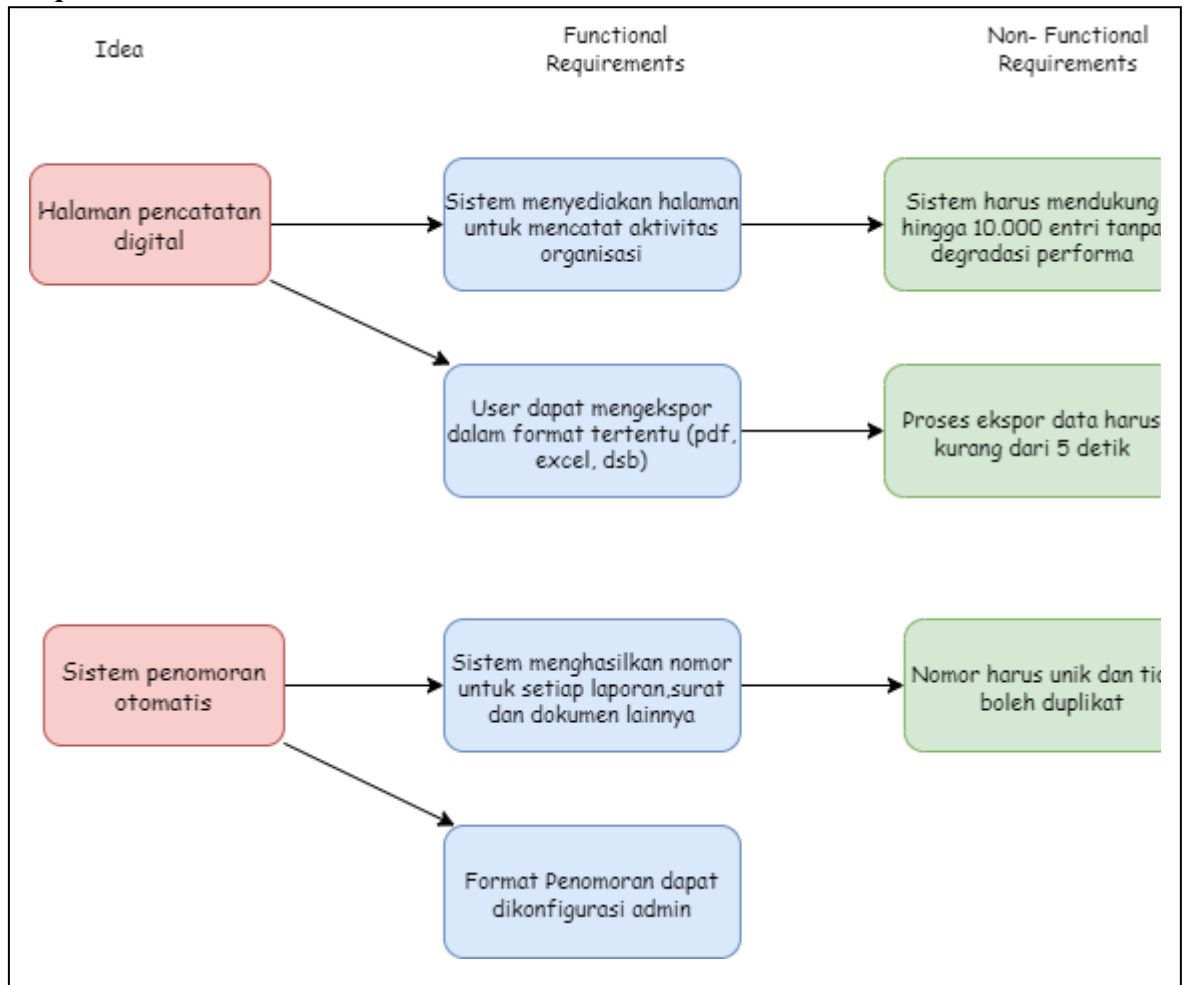 Idea
Functional
Requirements
Non- Functional
Requirements
Halaman pencatatan
digital
Sistem menyediakan halaman
untuk mencatat aktivitas
organisasi
Sistem harus mendukung
hingga 10.000 entri tanpa
degradasi performa
User dapat mengekspor
dalam format tertentu (pdf,
excel, dsb)
Proses ekspor data harus
kurang dari 5 detik
Sistem penomoran
otomatis
Sistem menghasilkan nomor
untuk setiap laporan,surat
dan dokumen lainnya
Nomor harus unik dan
boleh duplikat
Format Penomoran dapat
dikonfigurasi admin